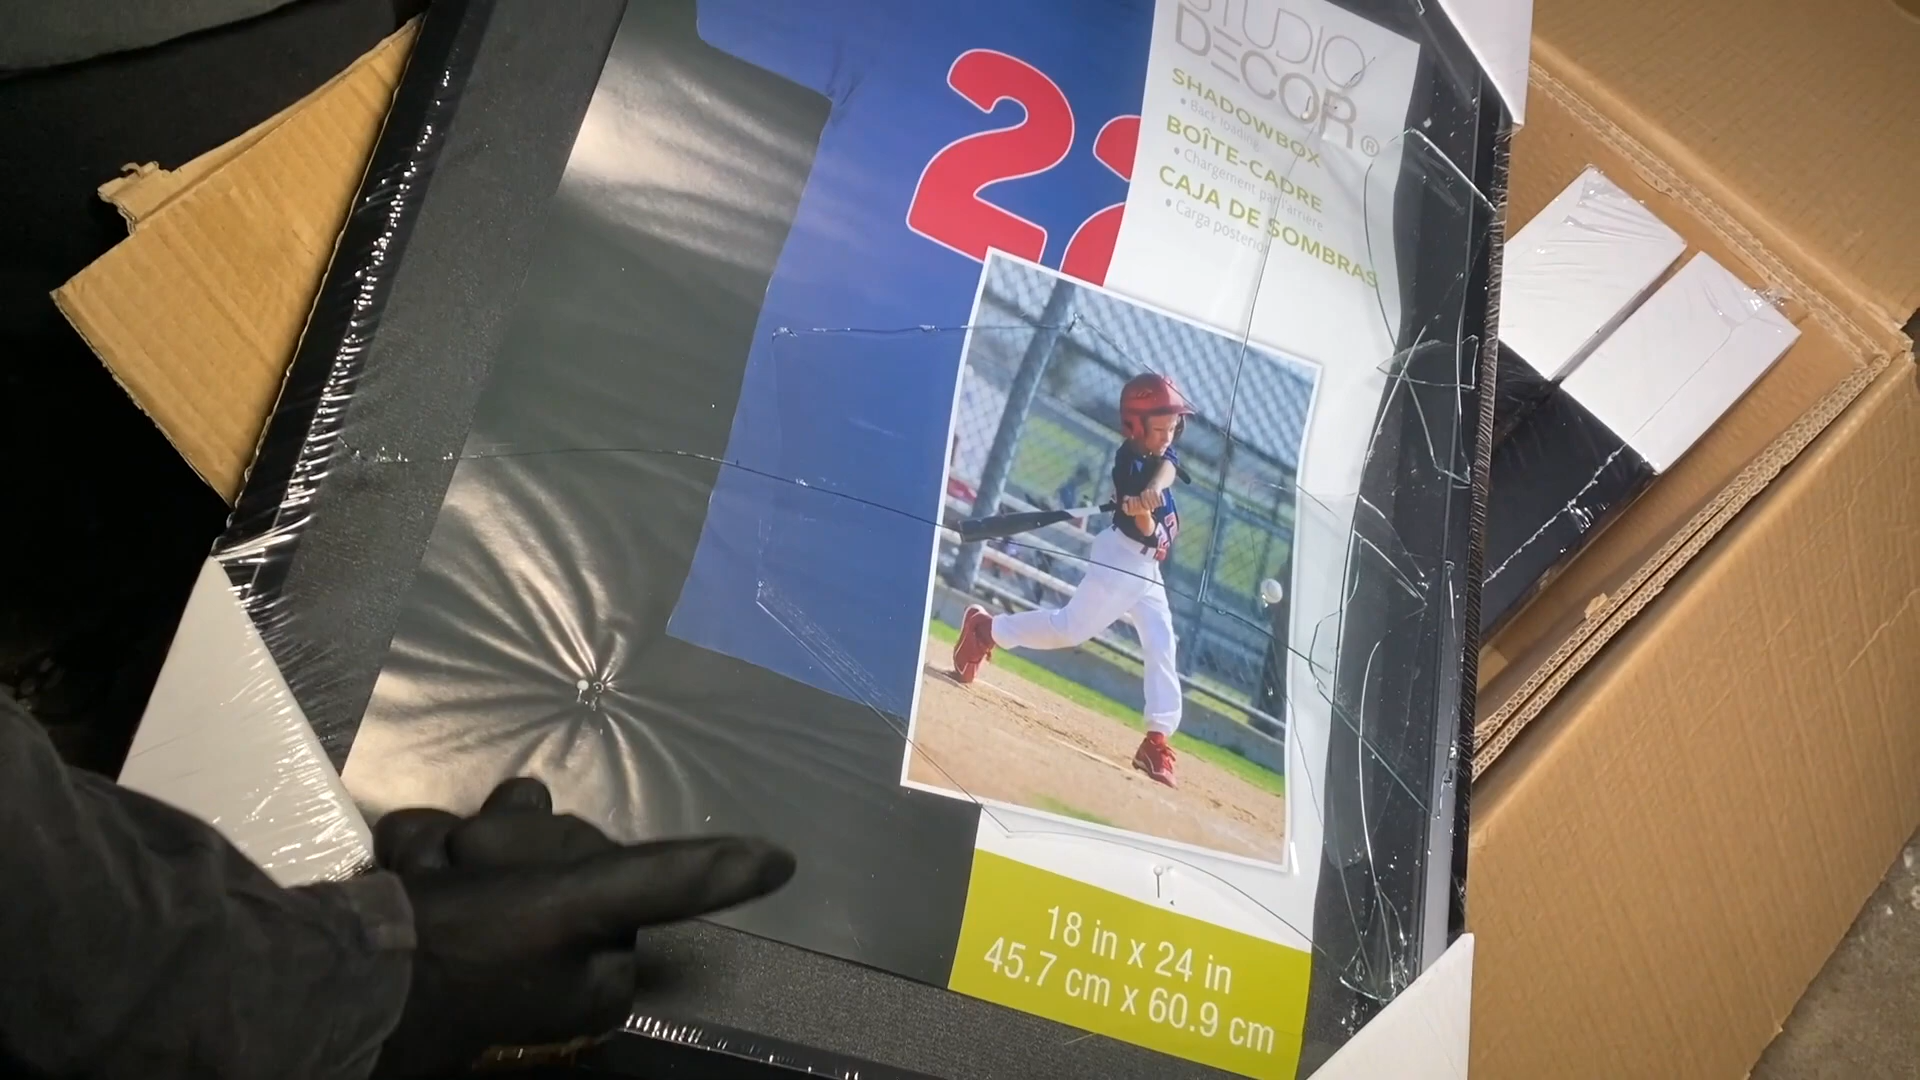 STUDIO
DECOR®
SHADOWBOX
• Back loading
BOÎTE-CADRE
• Chargement par l'arrière
CAJA DE SOMBRAS
• Carga posterior
22
18 in x 24 in
45.7 cm x 60.9 cm